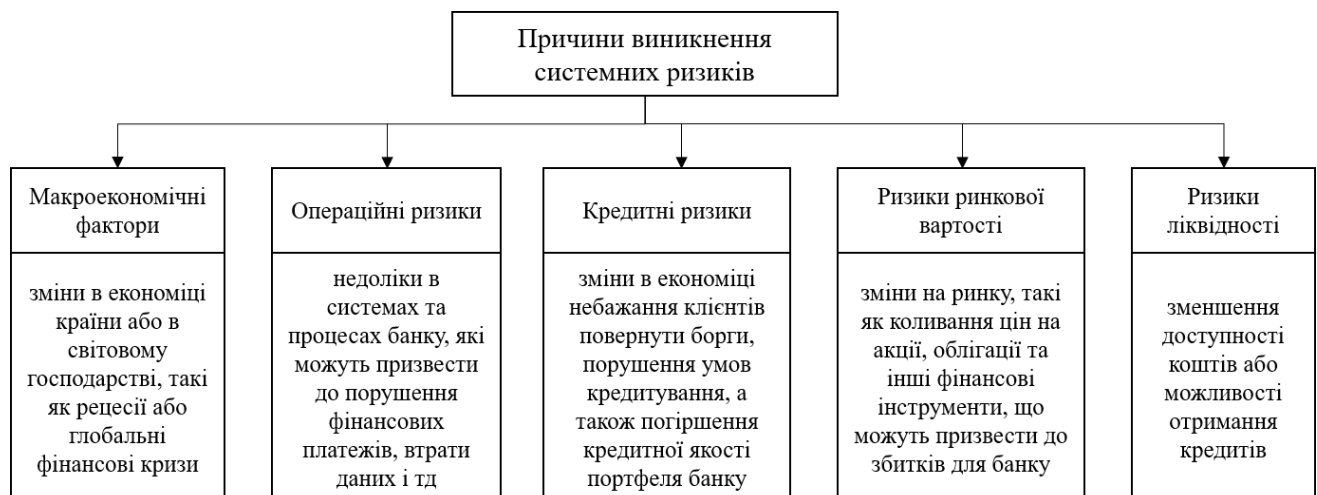 Причини виникнення
системних ризиків
Макроекономічні
фактори
зміни в економіці
країни або в
світовому
господарстві, такі
як рецесії або
глобальні
фінансові кризи
Операційні ризики
недоліки в
системах та
процесах банку, які
можуть призвести
до порушення
фінансових
платежів, втрати
даних і тд
Кредитні ризики
зміни в економіці
небажання клієнтів
повернути борги,
порушення умов
кредитування, а
також погіршення
кредитної якості
портфеля банку
Ризики ринкової
вартості
зміни на ринку, такі
як коливання цін на
акції, облігації та
інші фінансові
інструменти, що
можуть призвести до
збитків для банку
Ризики
ліквідності
зменшення
доступності
коштів або
можливості
отримання
кредитів